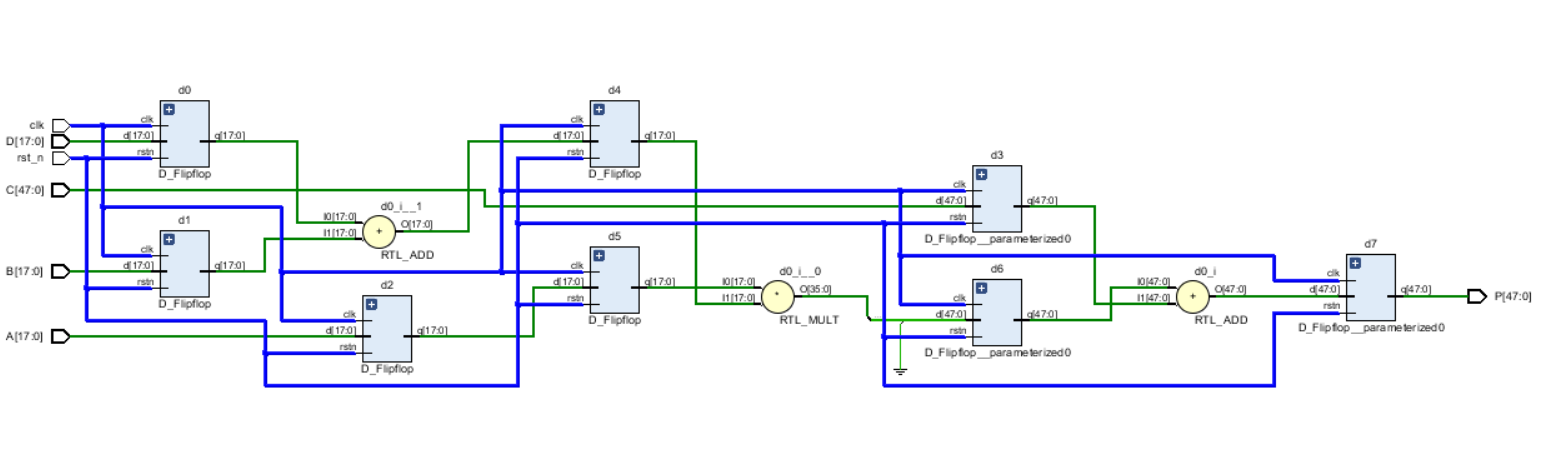 d0
clk
D[17:0]
rst_n
clk
d[17:0]
rstn
q[17:0]
D_Flipflop
C[47:0]
d1
clk
B[17:0]
d[17:0]
rstn
q[17:0]
D_Flipflop
A[17:0]
d0_i__1
I0[17:0]
I1[17:0]
+
O[17:0]
RTL_ADD
d2
clk
d[17:0]
rstn
q[17:0]
D_Flipflop
d4
clk
d[17:0]
rstn
q[17:0]
D_Flipflop
d5
clk
d[17:0]
rstn
q[17:0]
D_Flipflop
d0_i__0
I0[17:0]
I1[17:0]
*
O[35:0]
RTL_MULT
d3
clk
d[47:0]
rstn
q[47:0]
D_Flipflop__parameterized0
d6
clk
d[47:0]
rstn
q[47:0]
D_Flipflop__parameterized0
d0_i
I0[47:0]
I1[47:0]
+
O[47:0]
RTL_ADD
d7
clk
d[47:0]
rstn
q[47:0]
D_Flipflop__parameterized0
P[47:0]